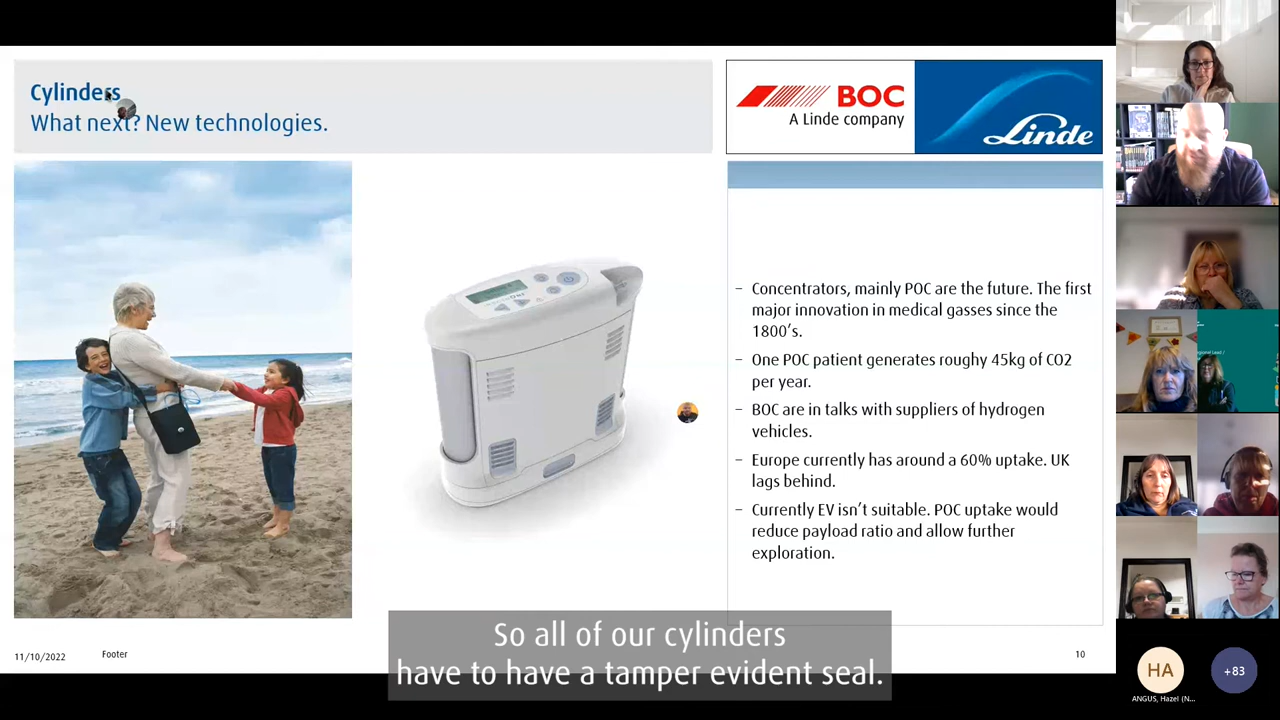 Cylinders
What next? New technologies.
BOC
A Linde company
Linde
– Concentrators, mainly POC are the future. The first
major innovation in medical gasses since the
1800’s.
– One POC patient generates roughy 45kg of CO2
per year.
– BOC are in talks with suppliers of hydrogen
vehicles.
– Europe currently has around a 60% uptake. UK
lags behind.
– Currently EV isn’t suitable. POC uptake would
reduce payload ratio and allow further
exploration.
So all of our cylinders
have to have a tamper evident seal.
11/10/2022
Footer
10
HA
ANGUS, Hazel (N...
+83